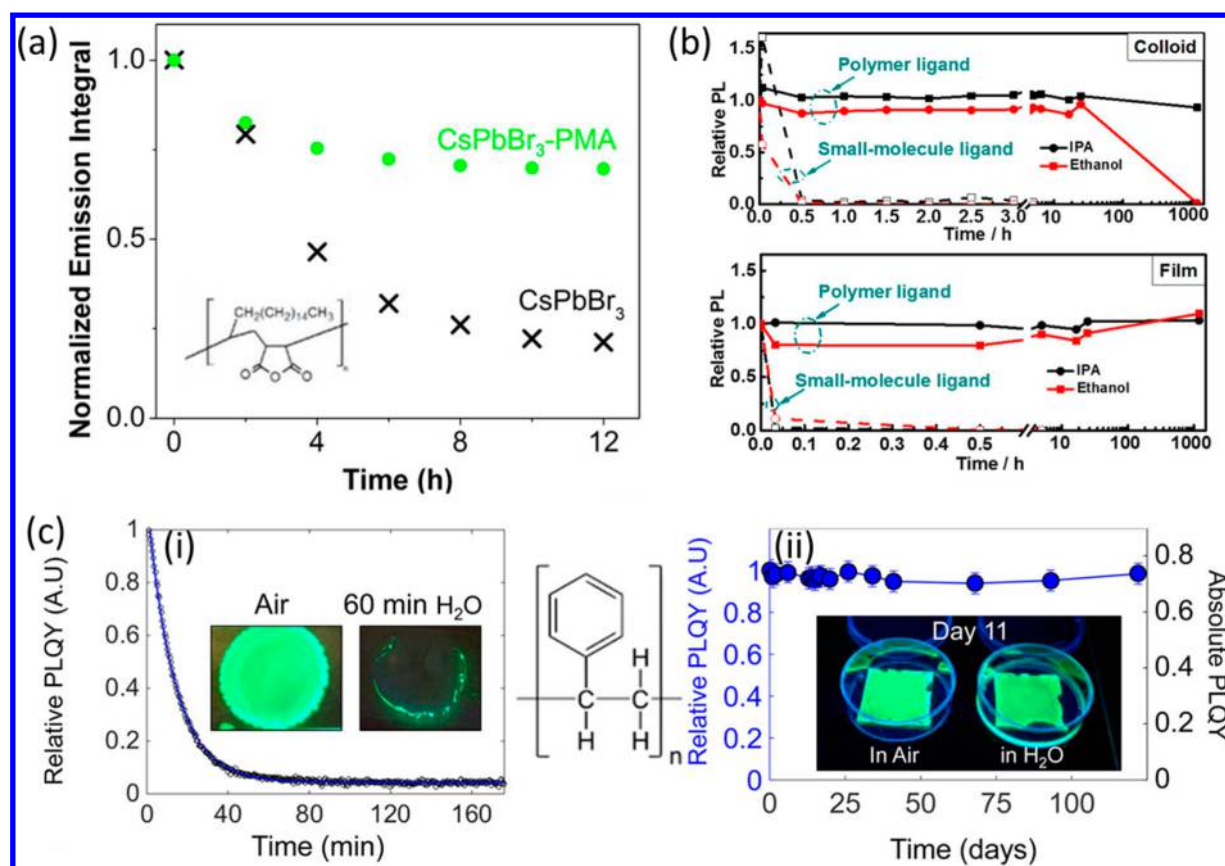 (a)
Normalized Emission Integral
1.0
0.5
0.0
CsPbBr₃-PMA
CsPbBr₃
CH₂(CH₂)₁₄CH₃
O
O
O
n
0
4
8
12
Time (h)
(b)
Colloid
Relative PL
1.5
1.0
0.5
0.0
Polymer ligand
Small-molecule ligand
IPA
Ethanol
0.0 0.5 1.0 1.5 2.0 2.5 3.0 10 100 1000
Time / h
Film
Relative PL
1.5
1.0
0.5
0.0
Polymer ligand
Small-molecule ligand
IPA
Ethanol
0.0 0.1 0.2 0.3 0.4 0.5 10 100 1000
Time / h
(c)
(i)
Relative PLQY (A.U)
1
0.8
0.6
0.4
0.2
0
Air
60 min H₂O
0 40 80 120 160
Time (min)
H
C C
H H
n
(ii)
Relative PLQY (A.U)
1
0.8
0.6
0.4
0.2
1
Day 11
In Air
in H₂O
0 25 50 75 100
Time (days)
0.8
0.6
0.4
0.2
0
Absolute PLQY